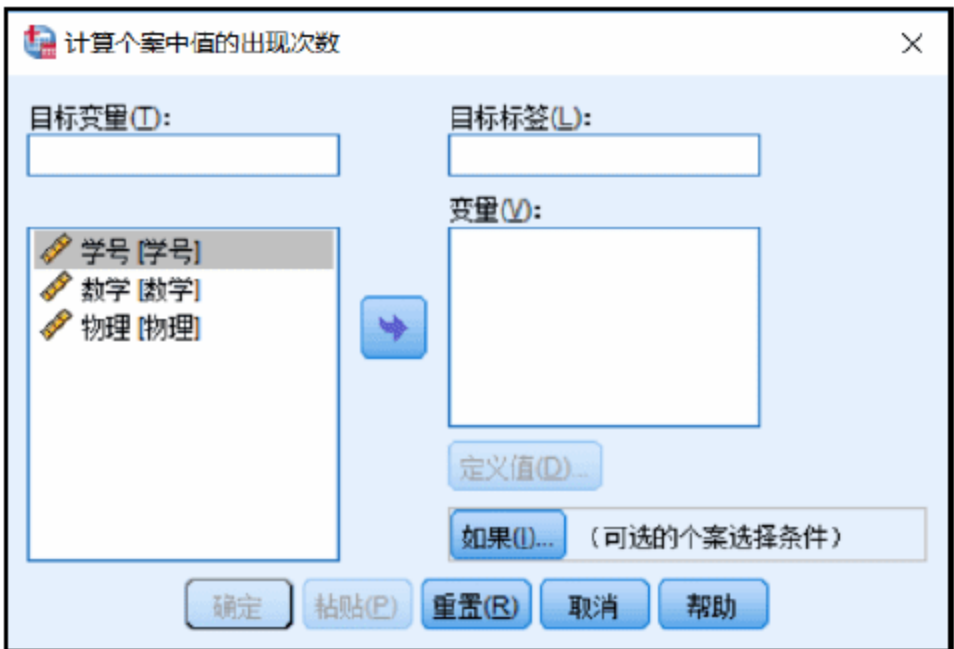 计算个案中值的出现次数
目标变量(T):
目标标签(L):
变量(V):
学号 [学号]
数学 [数学]
物理 [物理]
定义值(D)...
如果(I)... （可选的个案选择条件）
确定 粘贴(P) 重置(R) 取消 帮助